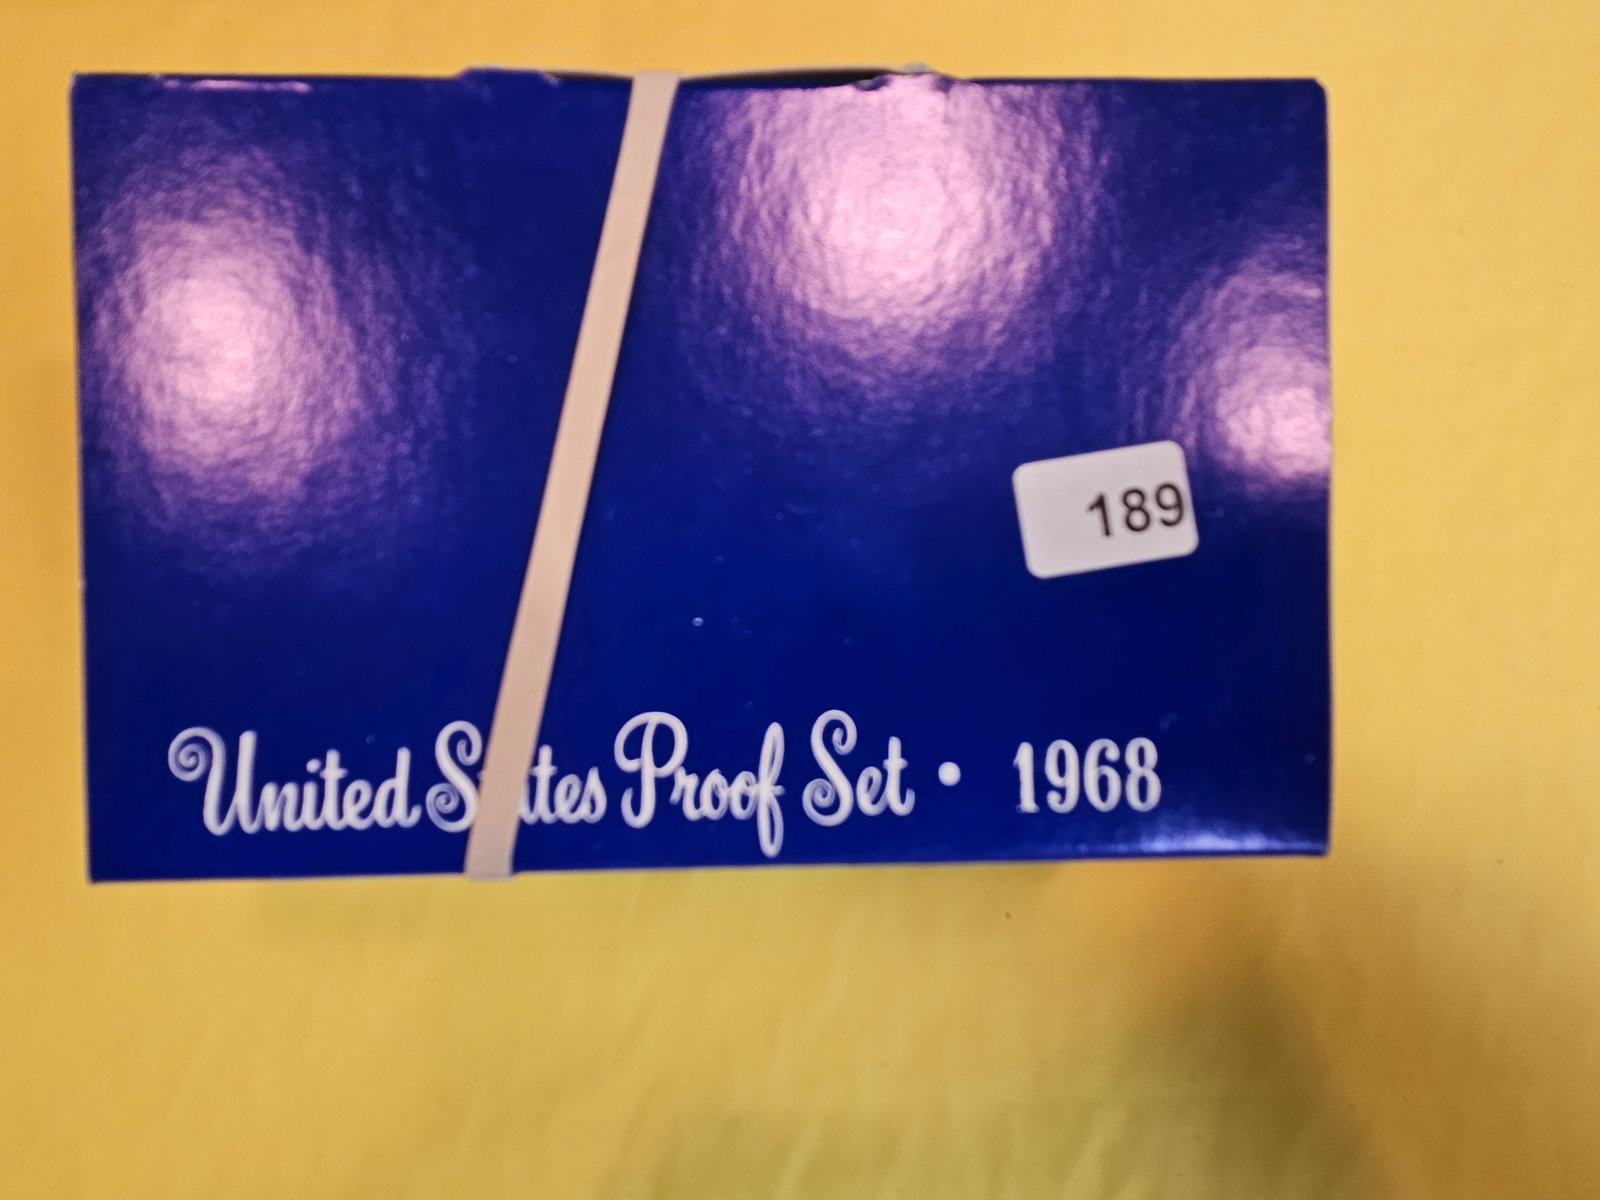 189
United States Proof Set • 1968